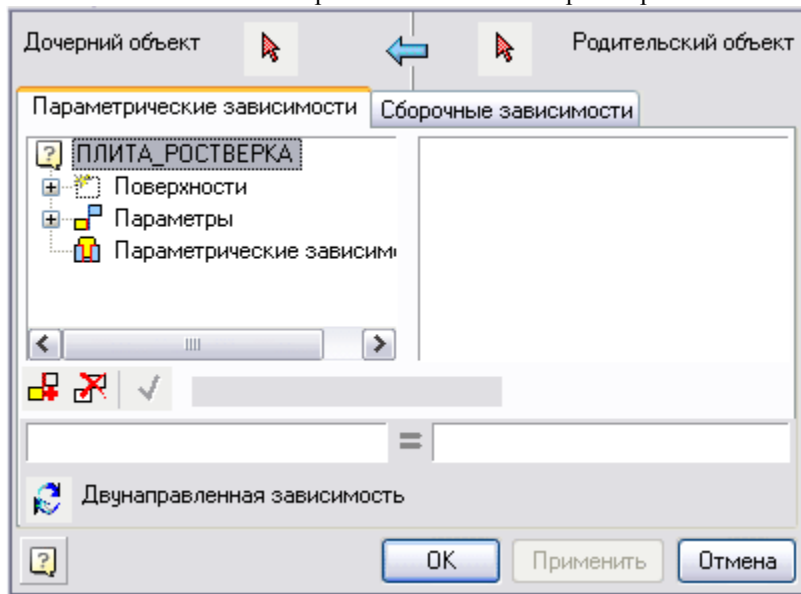 Дочерний объект
Родительский объект
Параметрические зависимости
Сборочные зависимости
ПЛИТА_РОСТВЕРКА
Поверхности
Параметры
Параметрические зависим
=
Двунаправленная зависимость
OK
Применить
Отмена